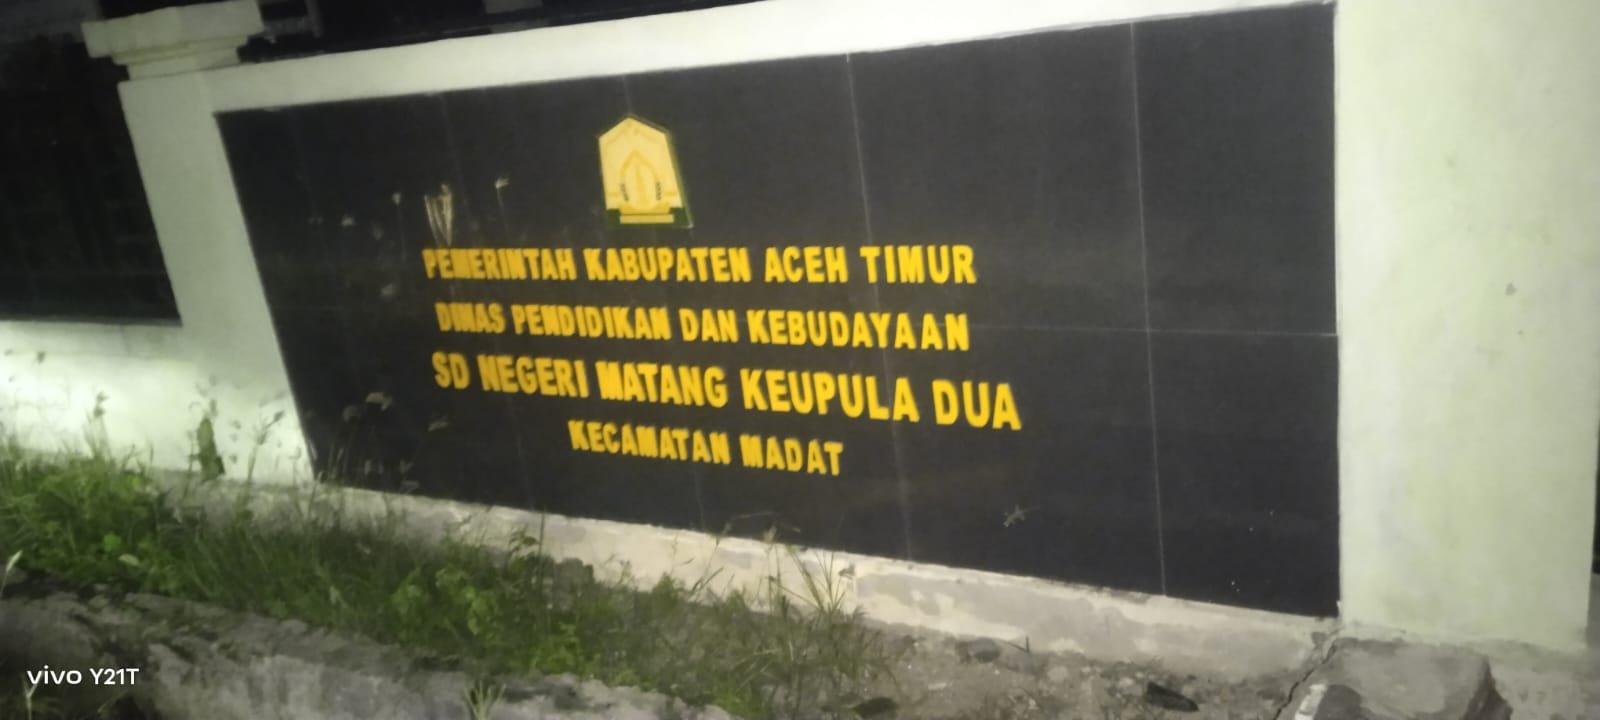 PEMERINTAH KABUPATEN ACEH TIMUR
DINAS PENDIDIKAN DAN KEBUDAYAAN
SD NEGERI MATANG KEUPULA DUA
KECAMATAN MADAT
vivo Y21T